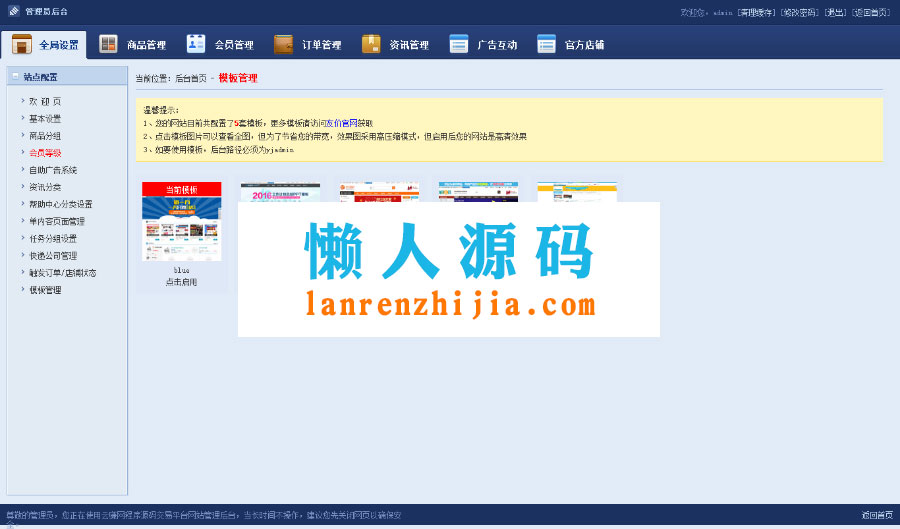 管理员后台
欢迎您，admin [清理缓存] [修改密码] [退出] [返回首页]
全局设置 商品管理 会员管理 订单管理 资讯管理 广告互动 官方店铺
站点配置
欢 迎 页
基本设置
商品分组
会员等级
自助广告系统
资讯分类
帮助中心分类设置
单内容页面管理
任务分组设置
快递公司管理
触发订单/店铺状态
模板管理
当前位置：后台首页 - 模板管理
温馨提示：
1、您的网站目前共配置了5套模板，更多模板请访问友价官网获取
2、点击模板图片可以查看全图，但为了节省您的带宽，效果图采用高压缩模式，但启用后您的网站是高清效果
3、如要使用模板，后台路径必须为yjadmin
当前模板
blue
点击启用
懒人源码
lanrenzhijia.com
尊敬的管理员，您正在使用去赚网程序源码交易平台网站管理后台，当长时间不操作，建议您先关闭网页以确保安全。
返回首页